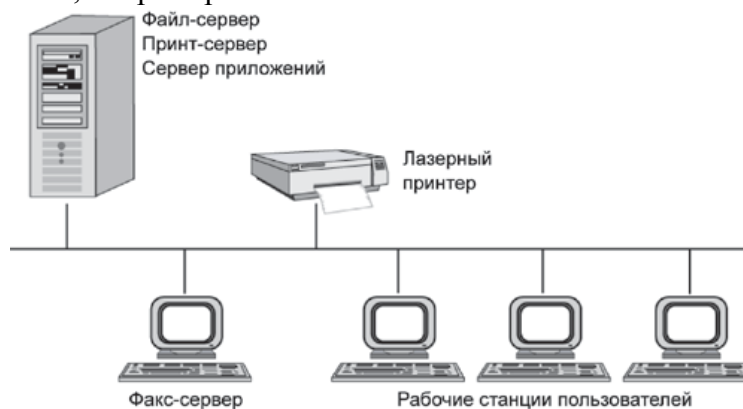 Файл-сервер
Принт-сервер
Сервер приложений
Лазерный
принтер
Факс-сервер
Рабочие станции пользователей